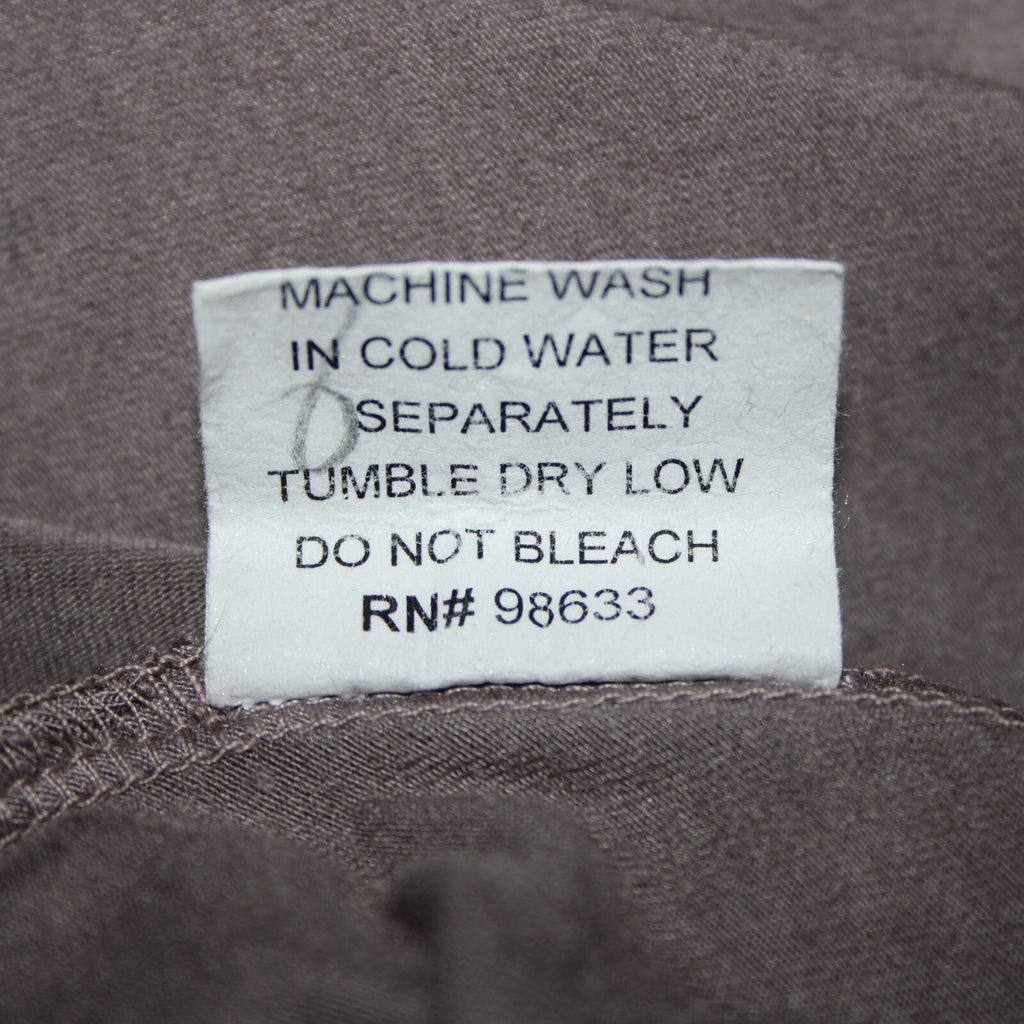 MACHINE WASH
IN COLD WATER
SEPARATELY
TUMBLE DRY LOW
DO NOT BLEACH
RN# 98633